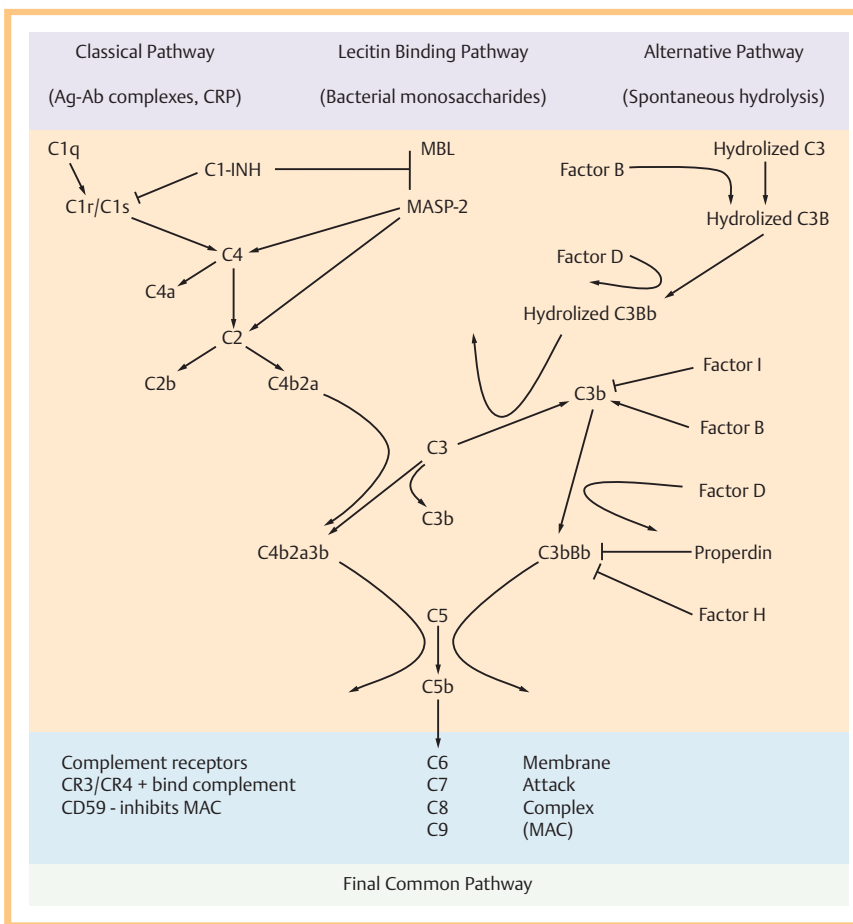 Classical Pathway
(Ag-Ab complexes, CRP)
Lecitin Binding Pathway
(Bacterial monosaccharides)
Alternative Pathway
(Spontaneous hydrolysis)
C1q
C1-INH
MBL
Factor B
Hydrolized C3
C1r/C1s
MASP-2
Hydrolized C3B
C4
Factor D
C4a
Hydrolized C3Bb
C2
Factor I
C2b
C4b2a
C3b
Factor B
C3
Factor D
C3b
C4b2a3b
C3bBb
Properdin
C5
Factor H
C5b
Complement receptors
CR3/CR4 + bind complement
CD59 - inhibits MAC
C6
C7
C8
C9
Membrane
Attack
Complex
(MAC)
Final Common Pathway